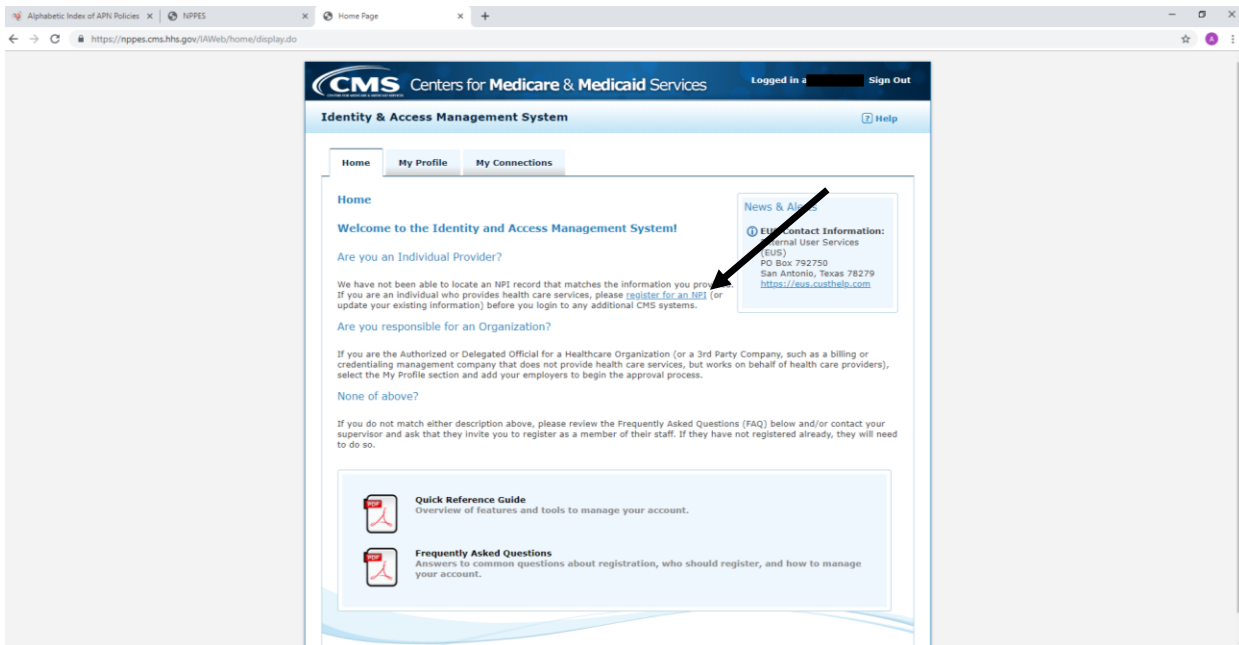 Alphabetic Index of APN Policies
NPPES
Home Page
https://nppes.cms.hhs.gov/IAWeb/home/display.do
CMS Centers for Medicare & Medicaid Services
Logged in a
Sign Out
Identity & Access Management System
Help
Home
My Profile
My Connections
Home
Welcome to the Identity and Access Management System!
Are you an Individual Provider?
We have not been able to locate an NPI record that matches the information you
If you are an individual who provides health care services, please register for an NPI (or
update your existing information) before you login to any additional CMS systems.
Are you responsible for an Organization?
If you are the Authorized or Delegated Official for a Healthcare Organization (or a 3rd Party Company, such as a billing or
credentialing management company that does not provide health care services, but works on behalf of health care providers),
select the My Profile section and add your employers to begin the approval process.
None of above?
If you do not match either description above, please review the Frequently Asked Questions (FAQ) below and/or contact your
supervisor and ask that they invite you to register as a member of their staff. If they have not registered already, they will need
to do so.
News & Alerts
EUS Contact Information:
External User Services
(EUS)
PO Box 792750
San Antonio, Texas 78279
https://eus.custhelp.com
PDF
Quick Reference Guide
Overview of features and tools to manage your account.
PDF
Frequently Asked Questions
Answers to common questions about registration, who should register, and how to manage
your account.